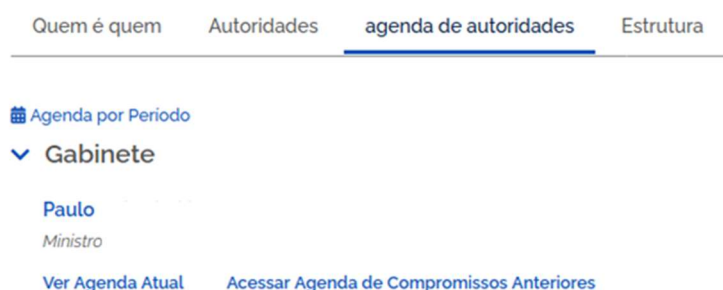 Quem é quem Autoridades agenda de autoridades Estrutura
Agenda por Período
Gabinete
Paulo
Ministro
Ver Agenda Atual Acessar Agenda de Compromissos Anteriores